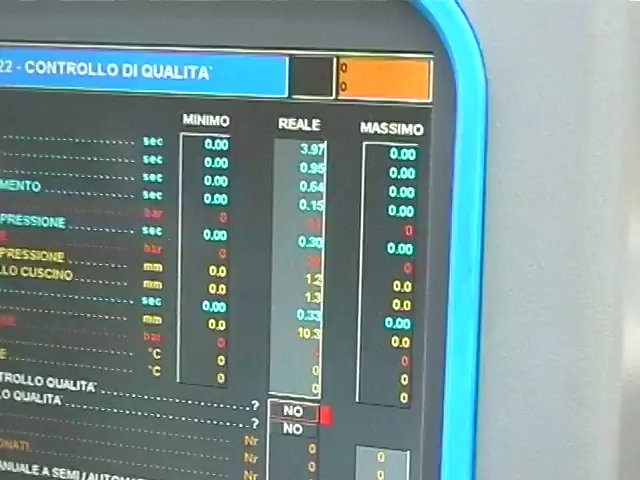 22 - CONTROLLO DI QUALITA` 0
0
MINIMO REALE MASSIMO
sec 0.00 3.97 0.00
sec 0.00 0.95 0.00
sec 0.00 0.64 0.00
MENTO sec 0.00 0.15 0.00
bar 0 0
PRESSIONE sec 0.00 0.30 0.00
bar 0 0
PRESSIONE mm 0.0 1.2 0.0
LLO CUSCINO mm 0.0 1.3 0.0
sec 0.00 0.33 0.00
mm 0.0 10.3 0.0
bar 0 0
°C 0 0 0
°C 0 0 0
TROLLO QUALITA` ? NO
LO QUALITA` ? NO
Nr 0
ONATI Nr 0 0
ANUALE A SEMI / AUTOMA Nr 0 0